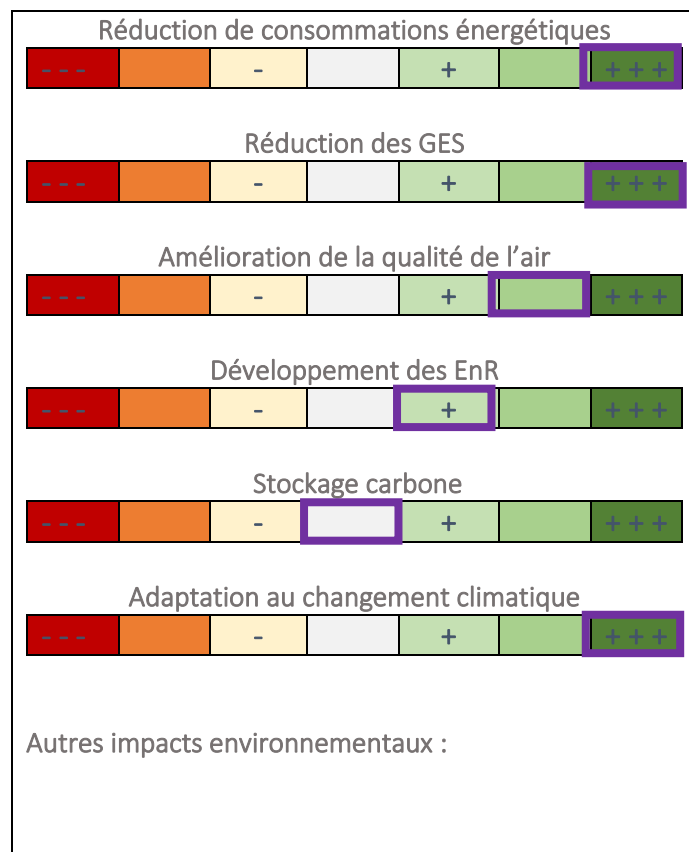 Réduction de consommations énergétiques
- - - - + + + +
Réduction des GES
- - - - + + + +
Amélioration de la qualité de l’air
- - - - + + + +
Développement des EnR
- - - - + + + +
Stockage carbone
- - - - + + + +
Adaptation au changement climatique
- - - - + + + +
Autres impacts environnementaux :